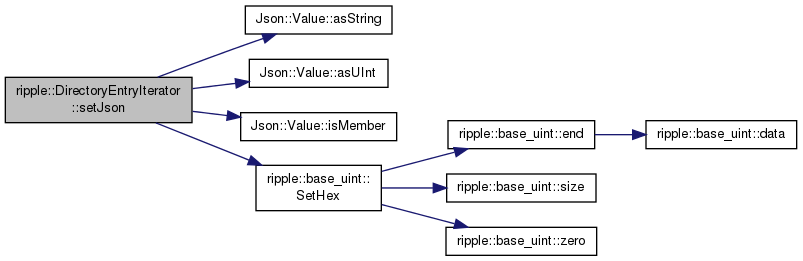 Json::Value::asString
Json::Value::asUInt
ripple::DirectoryEntryIterator
::setJson
Json::Value::isMember
ripple::base_uint::
SetHex
ripple::base_uint::end
ripple::base_uint::data
ripple::base_uint::size
ripple::base_uint::zero